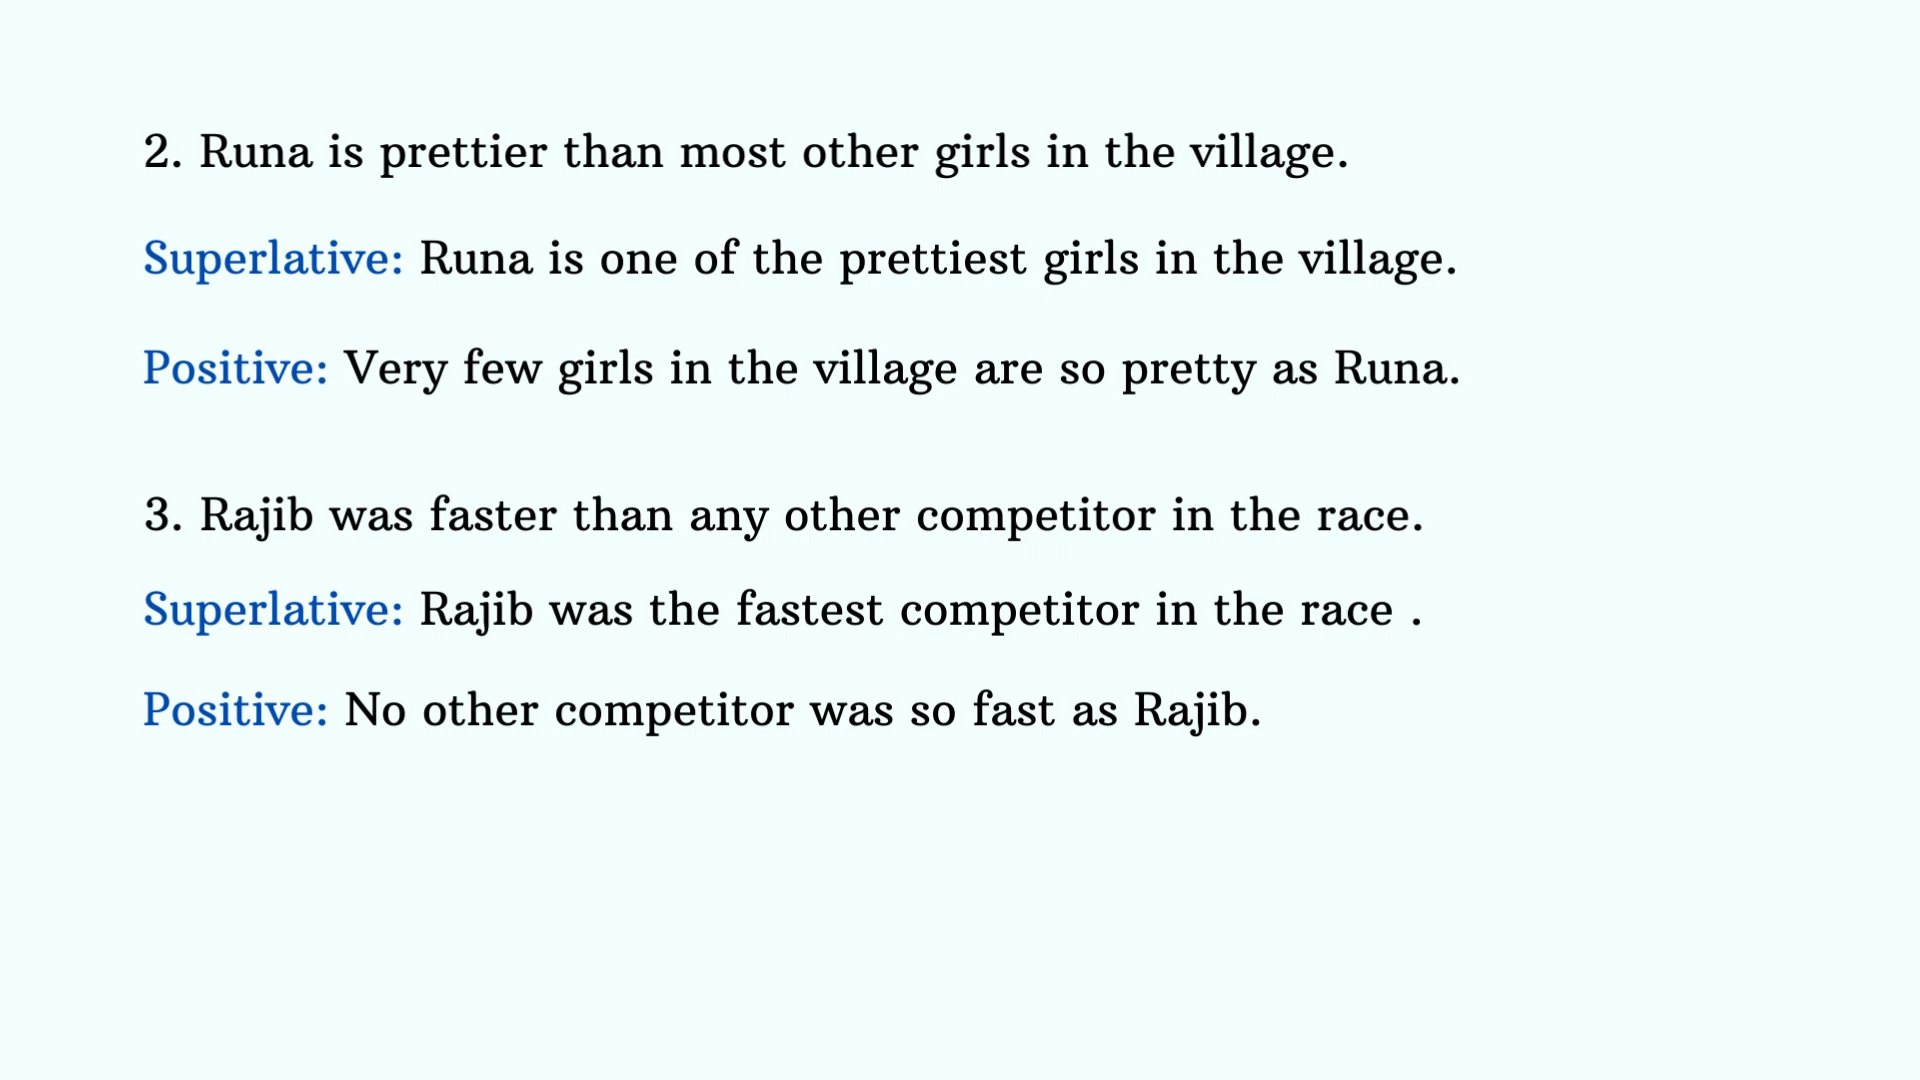 2. Runa is prettier than most other girls in the village.
Superlative: Runa is one of the prettiest girls in the village.
Positive: Very few girls in the village are so pretty as Runa.
3. Rajib was faster than any other competitor in the race.
Superlative: Rajib was the fastest competitor in the race .
Positive: No other competitor was so fast as Rajib.